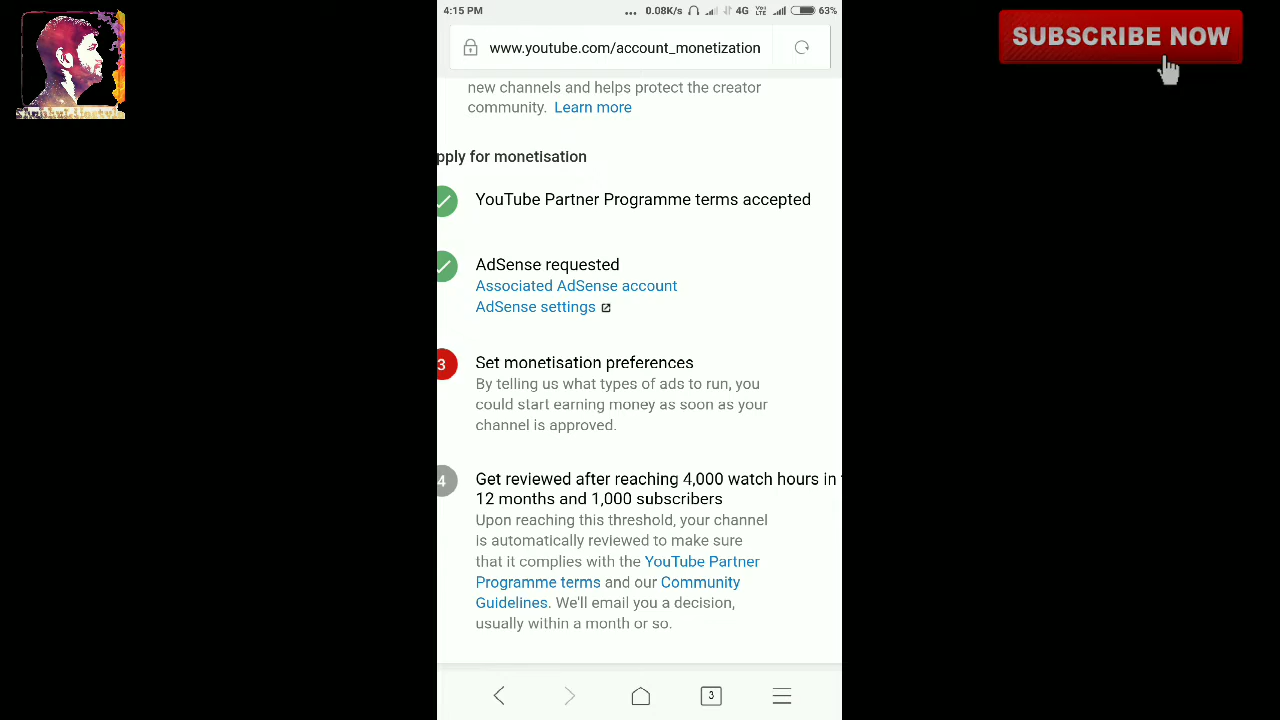 4:15 PM
0.08K/s
4G
VoLTE
63%
www.youtube.com/account_monetization
SUBSCRIBE NOW
new channels and helps protect the creator
community. Learn more
pply for monetisation
YouTube Partner Programme terms accepted
AdSense requested
Associated AdSense account
AdSense settings
3
Set monetisation preferences
By telling us what types of ads to run, you
could start earning money as soon as your
channel is approved.
4
Get reviewed after reaching 4,000 watch hours in
12 months and 1,000 subscribers
Upon reaching this threshold, your channel
is automatically reviewed to make sure
that it complies with the YouTube Partner
Programme terms and our Community
Guidelines. We'll email you a decision,
usually within a month or so.
3